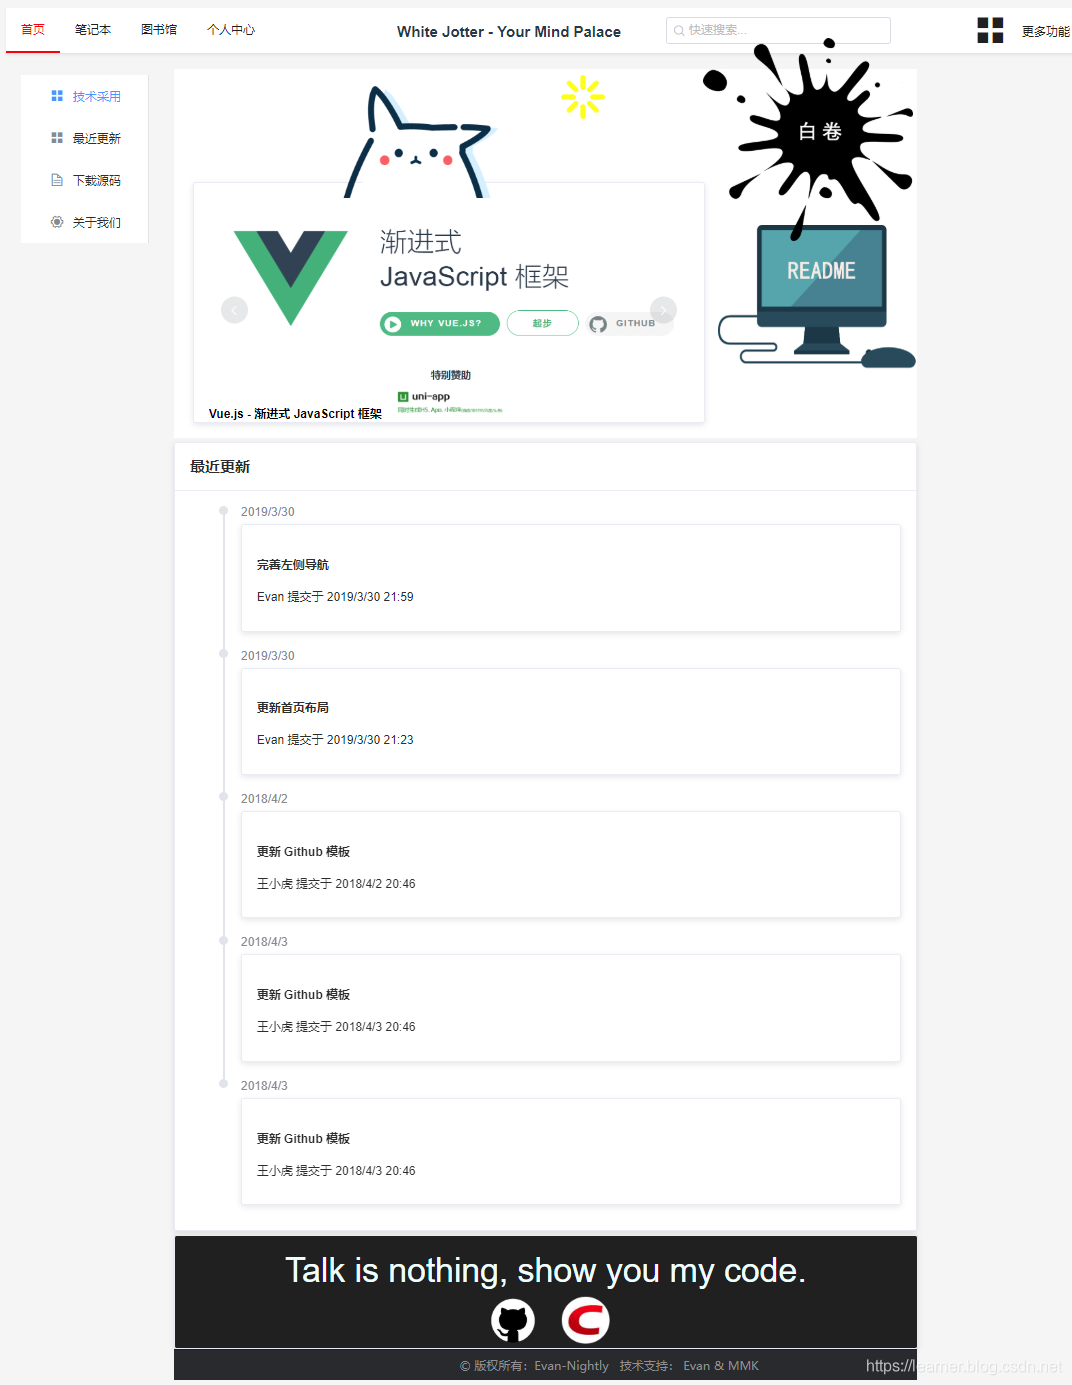 首页 笔记本 图书馆 个人中心 White Jotter - Your Mind Palace 快速搜索... 更多功能
技术采用
最近更新
下载源码
关于我们
白卷
README
渐进式
JavaScript 框架
WHY VUE.JS? 起步 GITHUB
特别赞助
uni-app
Vue.js - 渐进式 JavaScript 框架
最近更新
2019/3/30
完善左侧导航
Evan 提交于 2019/3/30 21:59
2019/3/30
更新首页布局
Evan 提交于 2019/3/30 21:23
2018/4/2
更新 Github 模板
王小虎 提交于 2018/4/2 20:46
2018/4/3
更新 Github 模板
王小虎 提交于 2018/4/3 20:46
2018/4/3
更新 Github 模板
王小虎 提交于 2018/4/3 20:46
Talk is nothing, show you my code.
© 版权所有：Evan-Nightly 技术支持： Evan & MMK
https://learner.blog.csdn.net